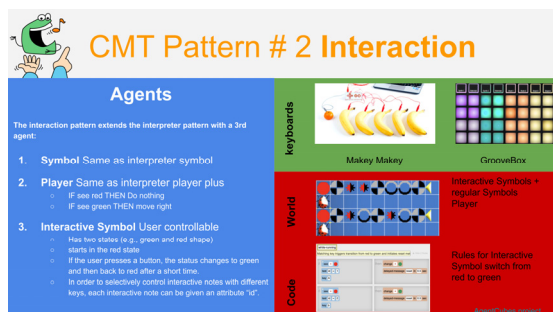 CMT Pattern # 2 Interaction
Agents
The interaction pattern extends the interpreter pattern with a 3rd
agent:
1. Symbol Same as interpreter symbol
2. Player Same as interpreter player plus
○ IF see red THEN Do nothing
○ IF see green THEN move right
3. Interactive Symbol User controllable
○ Has two states (e.g., green and red shape)
○ starts in the red state
○ If the user presses a button, the status changes to green
and then back to red after a short time.
○ In order to selectively control interactive notes with different
keys, each interactive note can be given an attribute "id".
keyboards
Makey Makey
GrooveBox
World
Interactive Symbols +
regular Symbols
Player
Code
Rules for Interactive
Symbol switch from
red to green